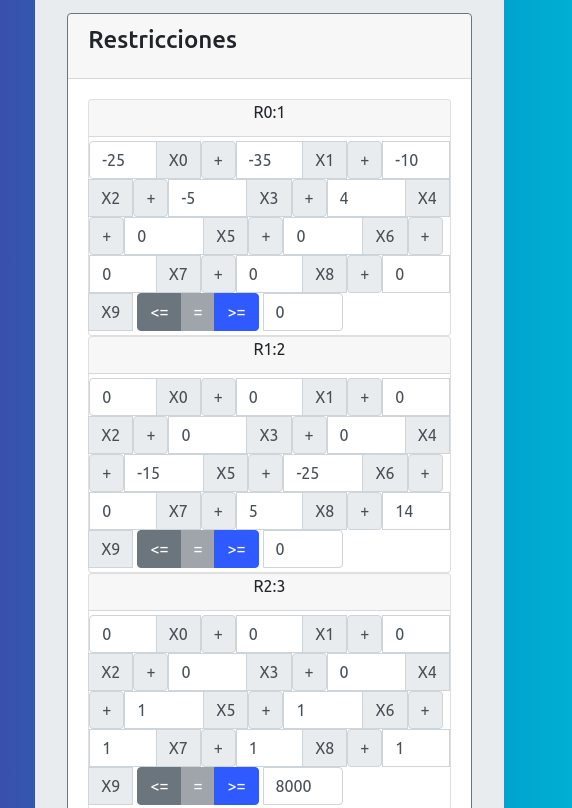 Restricciones
R0:1
-25 X0 + -35 X1 + -10
X2 + -5 X3 + 4 X4
+ 0 X5 + 0 X6 +
0 X7 + 0 X8 + 0
X9 <= = >= 0
R1:2
0 X0 + 0 X1 + 0
X2 + 0 X3 + 0 X4
+ -15 X5 + -25 X6 +
0 X7 + 5 X8 + 14
X9 <= = >= 0
R2:3
0 X0 + 0 X1 + 0
X2 + 0 X3 + 0 X4
+ 1 X5 + 1 X6 +
1 X7 + 1 X8 + 1
X9 <= = >= 8000